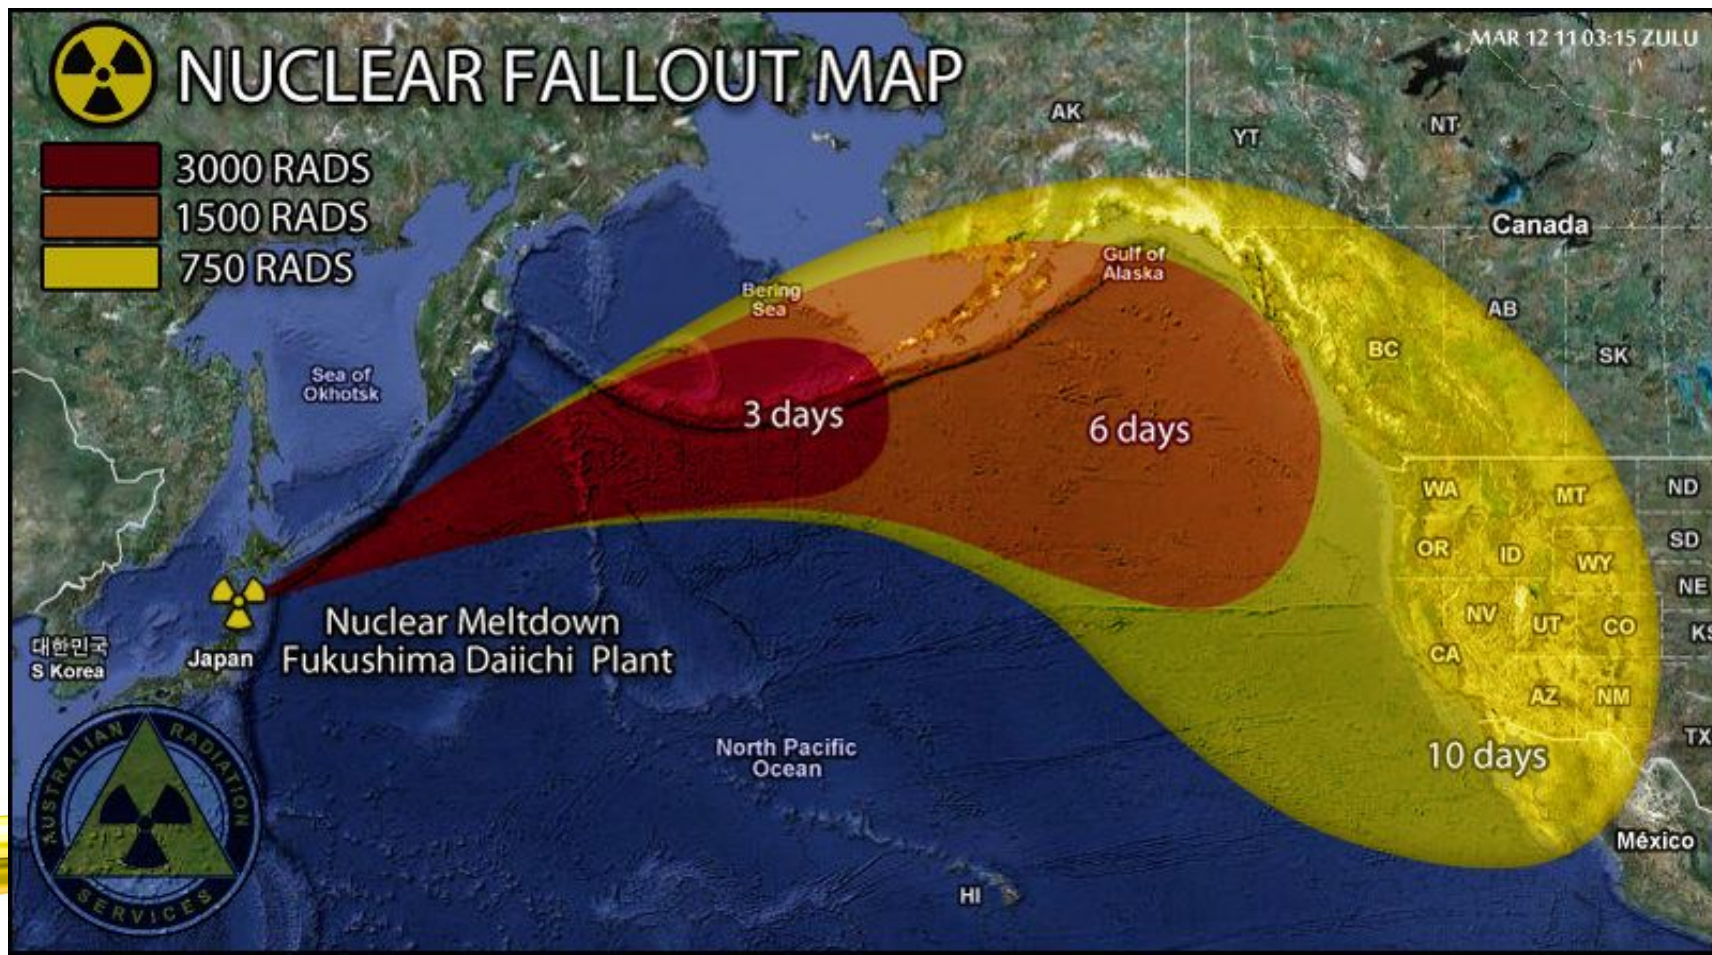 NUCLEAR FALLOUT MAP
MAR 12 11 03:15 ZULU
3000 RADS
1500 RADS
750 RADS
AK
YT
NT
Canada
Gulf of
Alaska
Bering
Sea
AB
BC
SK
Sea of
Okhotsk
3 days
6 days
WA
MT
ND
OR
ID
WY
SD
NE
NV
UT
CO
KS
CA
AZ
NM
TX
10 days
Nuclear Meltdown
Fukushima Daiichi Plant
대한민국
S Korea
Japan
North Pacific
Ocean
HI
México
AUSTRALIAN RADIATION
SERVICES